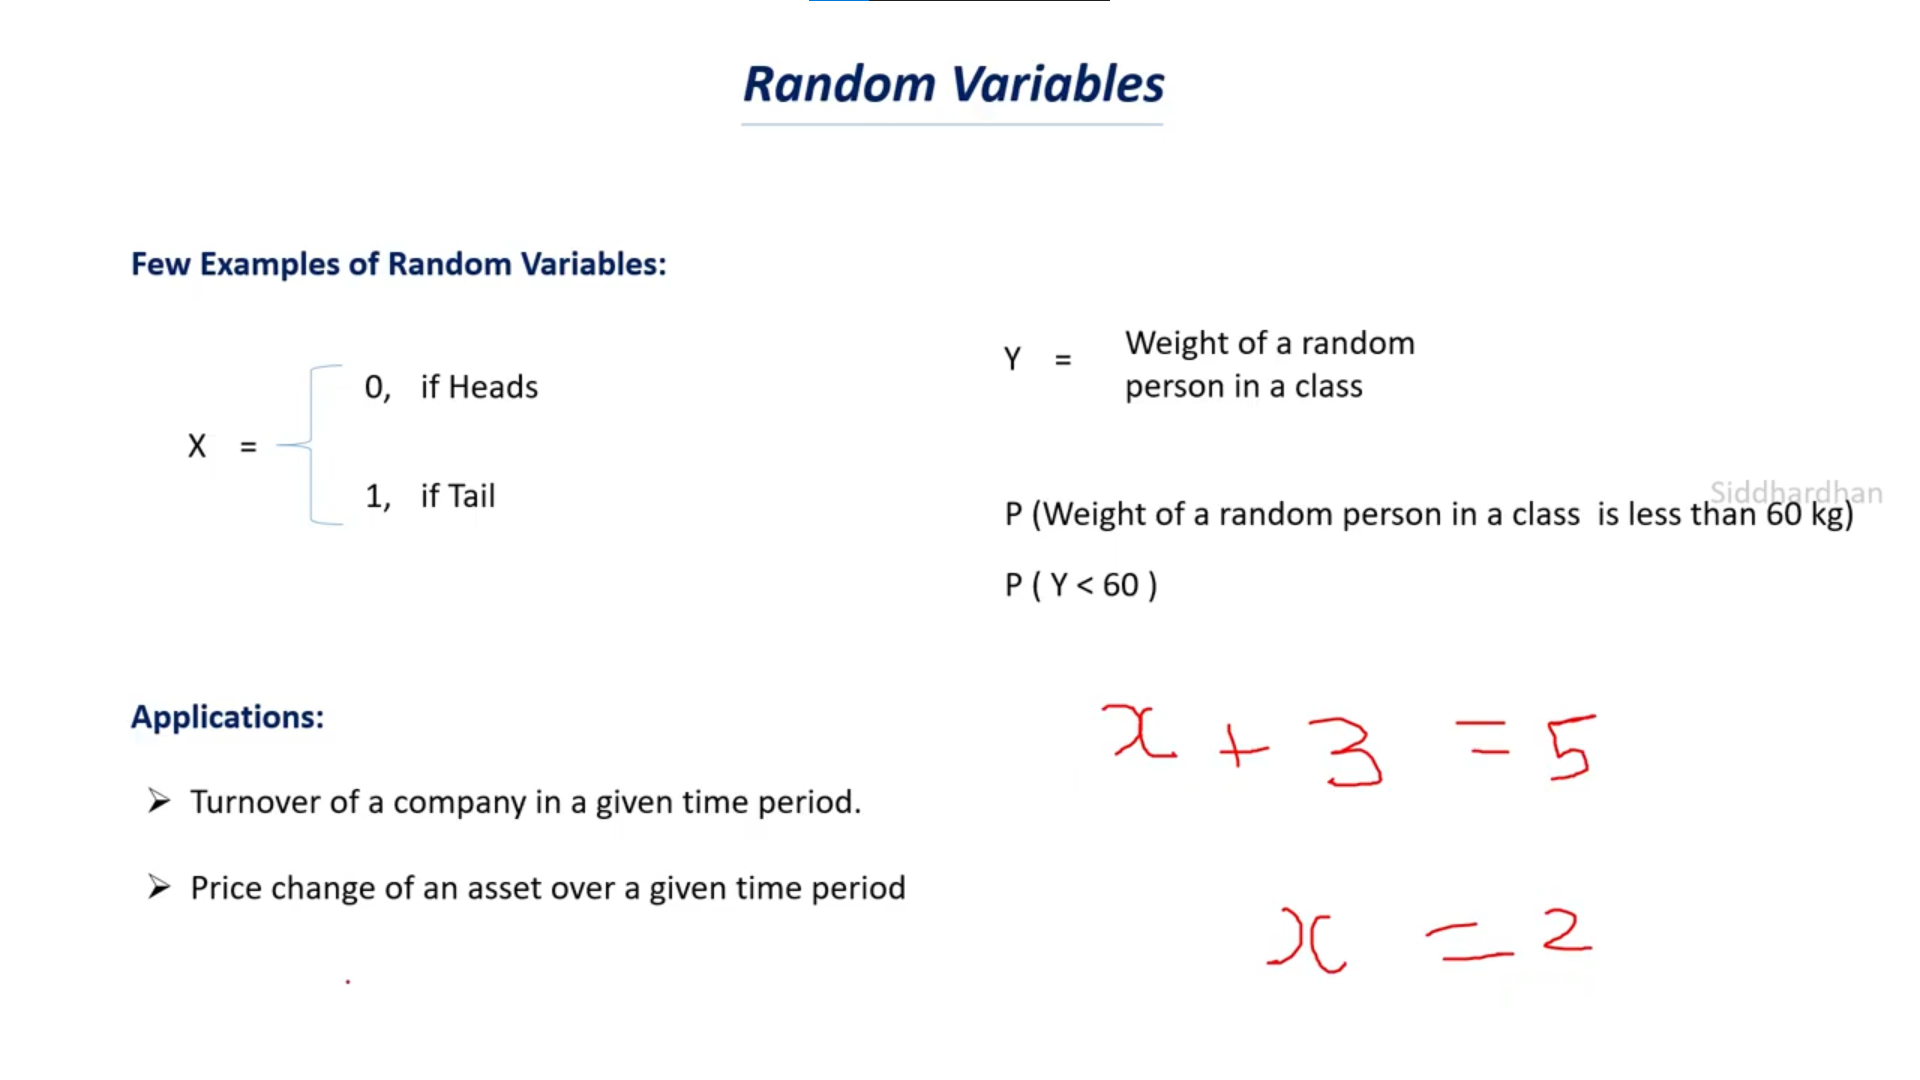 Random Variables
Few Examples of Random Variables:
X =
0, if Heads
1, if Tail
Y = Weight of a random
person in a class
Siddhardhan
P (Weight of a random person in a class is less than 60 kg)
P ( Y < 60 )
Applications:
➢ Turnover of a company in a given time period.
➢ Price change of an asset over a given time period
x + 3 = 5
x = 2